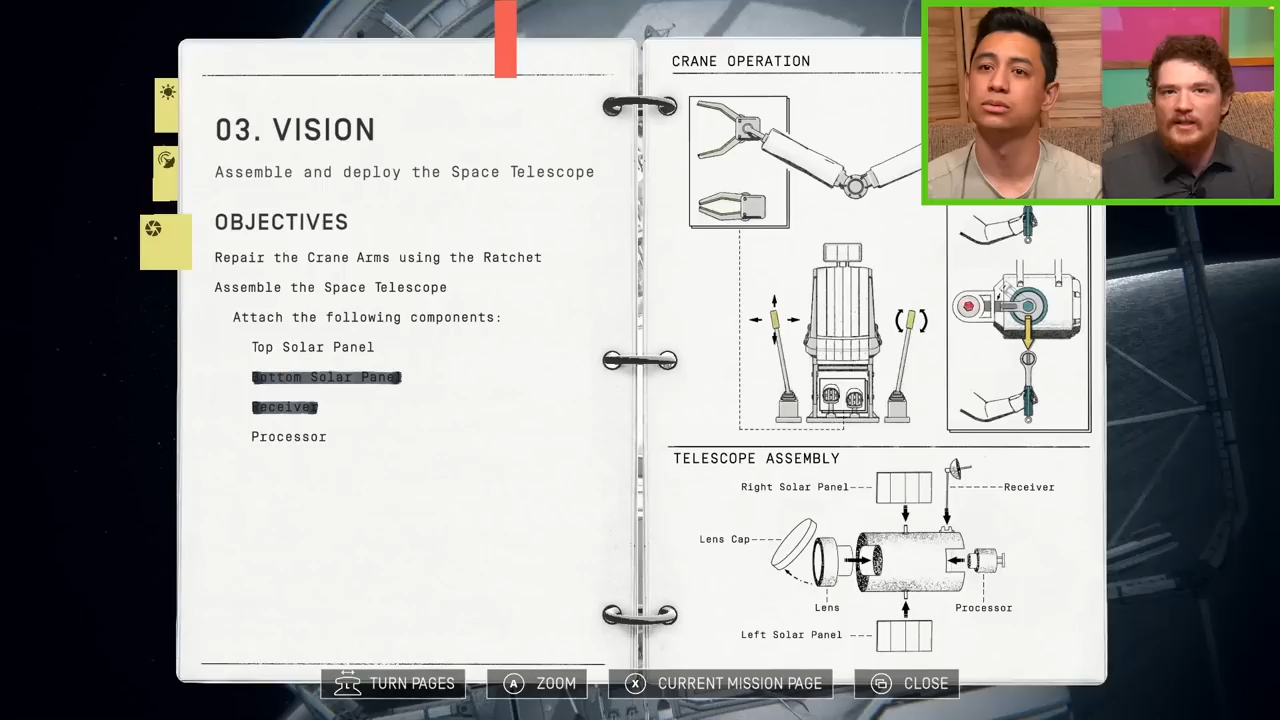 03. VISION
Assemble and deploy the Space Telescope
OBJECTIVES
Repair the Crane Arms using the Ratchet
Assemble the Space Telescope
Attach the following components:
Top Solar Panel
Bottom Solar Panel
Receiver
Processor
CRANE OPERATION
TELESCOPE ASSEMBLY
Right Solar Panel
Receiver
Lens Cap
Lens
Processor
Left Solar Panel
L TURN PAGES
A ZOOM
X CURRENT MISSION PAGE
CLOSE